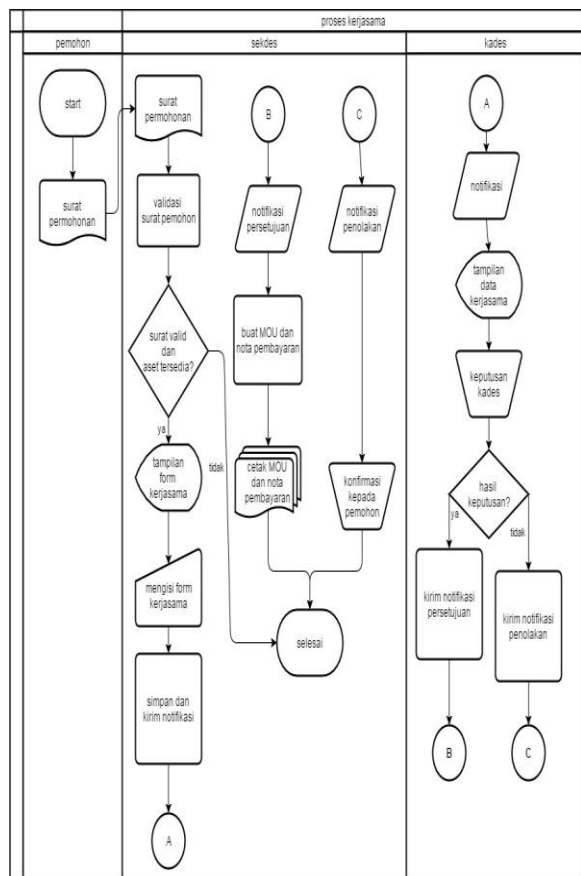 proses kerjasama
pemohon
sekdes
kades
start
surat
permohonan
surat
permohonan
validasi
surat pemohon
surat valid
dan
aset tersedia?
ya
tidak
tampilan
form
kerjasama
mengisi form
kerjasama
simpan dan
kirim notifikasi
A
B
notifikasi
persetujuan
buat MOU dan
nota pembayaran
cetak MOU
dan nota
pembayaran
C
notifikasi
penolakan
konfirmasi
kepada
pemohon
selesai
A
notifikasi
tampilan
data
kerjasama
keputusan
kades
hasil
keputusan?
ya
tidak
kirim notifikasi
persetujuan
kirim notifikasi
penolakan
B
C